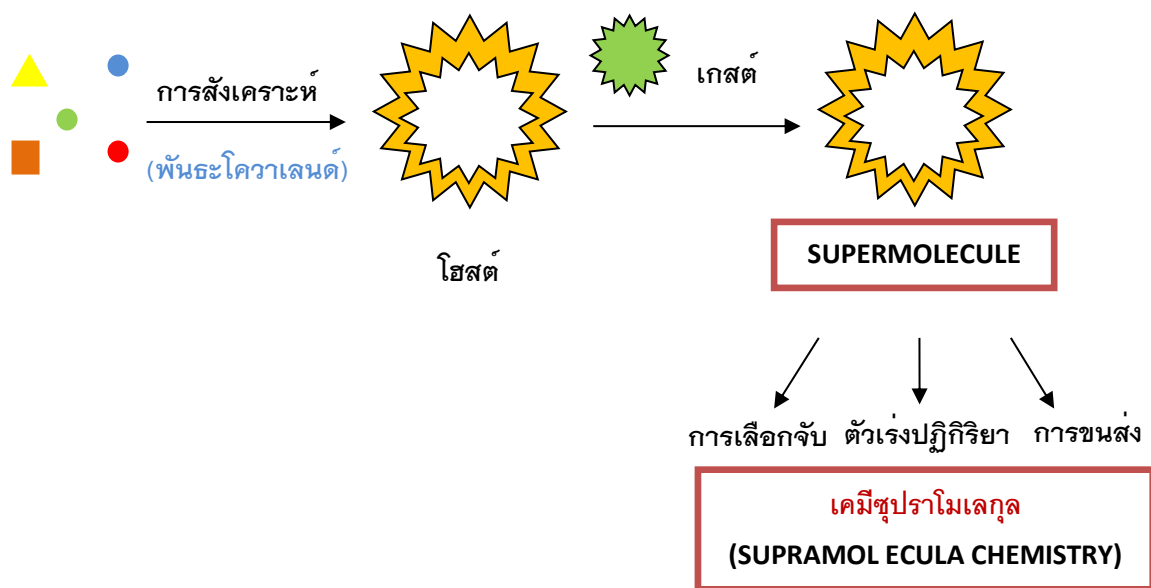 การสังเคราะห์
(พันธะโควาเลนต์)
โฮสต์
เกสต์
SUPERMOLECULE
การเลือกจับ ตัวเร่งปฏิกิริยา การขนส่ง
เคมีซุปราโมเลกุล
(SUPRAMOL ECULA CHEMISTRY)